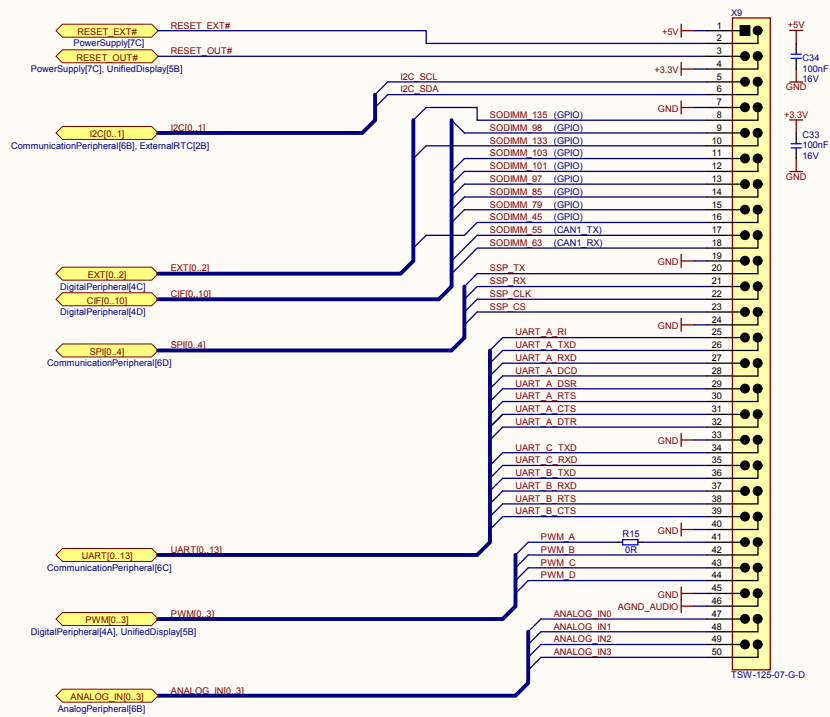 X9
RESET_EXT# RESET_EXT# +5V 1 +5V
PowerSupply[7C] 2
RESET_OUT# RESET_OUT# 3
PowerSupply[7C], UnifiedDisplay[5B] +3.3V 4 C34
100nF
16V
GND
I2C_SCL 5
I2C_SDA 6
GND 7
SODIMM_135 (GPIO) 8 +3.3V
I2C[0..1] I2C[0..1] SODIMM_98 (GPIO) 9 C33
CommunicationPeripheral[6B], ExternalRTC[2B] SODIMM_133 (GPIO) 10 100nF
SODIMM_103 (GPIO) 11 16V
SODIMM_101 (GPIO) 12 GND
SODIMM_97 (GPIO) 13
SODIMM_85 (GPIO) 14
SODIMM_79 (GPIO) 15
SODIMM_45 (GPIO) 16
SODIMM_55 (CAN1_TX) 17
SODIMM_63 (CAN1_RX) 18
GND 19
EXT[0..2] EXT[0..2] SSP_TX 20
DigitalPeripheral[4C] SSP_RX 21
CIF[0..10] CIF[0..10] SSP_CLK 22
DigitalPeripheral[4D] SSP_CS 23
GND 24
SPI[0..4] SPI[0..4] UART_A_RI 25
CommunicationPeripheral[6D] UART_A_TXD 26
UART_A_RXD 27
UART_A_DCD 28
UART_A_DSR 29
UART_A_RTS 30
UART_A_CTS 31
UART_A_DTR 32
GND 33
UART_C_TXD 34
UART_C_RXD 35
UART_B_TXD 36
UART_B_RXD 37
UART_B_RTS 38
UART_B_CTS 39
GND 40
PWM_A R15 41
UART[0..13] UART[0..13] PWM_B 0R 42
CommunicationPeripheral[6C] PWM_C 43
PWM_D 44
GND 45
AGND_AUDIO 46
PWM[0..3] PWM[0..3] ANALOG_IN0 47
DigitalPeripheral[4A], UnifiedDisplay[5B] ANALOG_IN1 48
ANALOG_IN2 49
ANALOG_IN3 50
TSW-125-07-G-D
ANALOG_IN[0..3] ANALOG_IN[0..3]
AnalogPeripheral[6B]